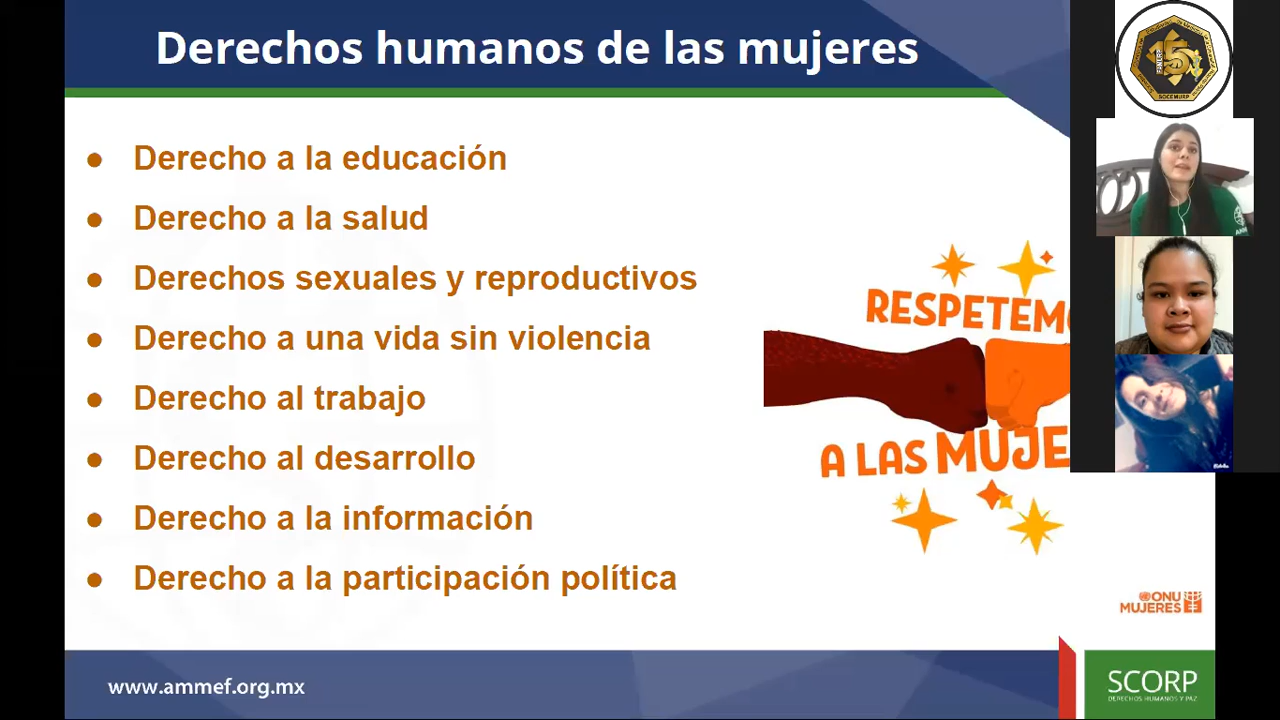 Derechos humanos de las mujeres
● Derecho a la educación
● Derecho a la salud
● Derechos sexuales y reproductivos
● Derecho a una vida sin violencia
● Derecho al trabajo
● Derecho al desarrollo
● Derecho a la información
● Derecho a la participación política
RESPETEM
A LAS MUJE
ONU
MUJERES
www.ammef.org.mx
SCORP
DERECHOS HUMANOS Y PAZ
15
SOCEMURP